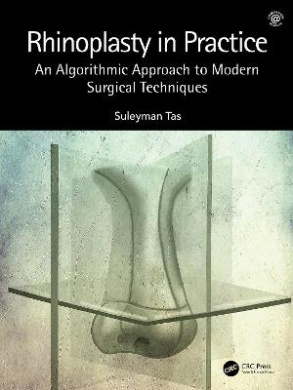 Rhinoplasty in Practice
An Algorithmic Approach to Modern
Surgical Techniques
Suleyman Tas
CRC Press